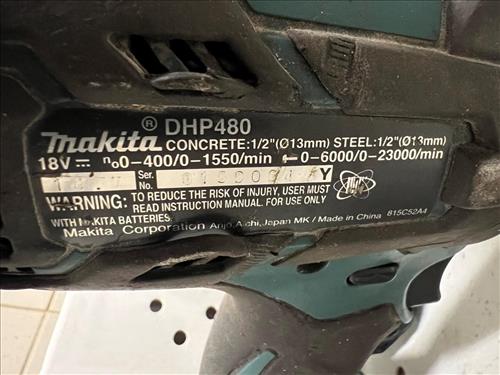 makita® DHP480
CONCRETE:1/2"(Ø13mm) STEEL:1/2"(Ø13mm)
18V ⎓ n₀0-400/0-1550/min 0-6000/0-23000/min
Ser. No. Y
WARNING: TO REDUCE THE RISK OF INJURY, USER MUST
READ INSTRUCTION MANUAL. FOR USE ONLY
WITH MAKITA BATTERIES.
Makita Corporation Anjo,Aichi,Japan MK / Made in China 815C52A4